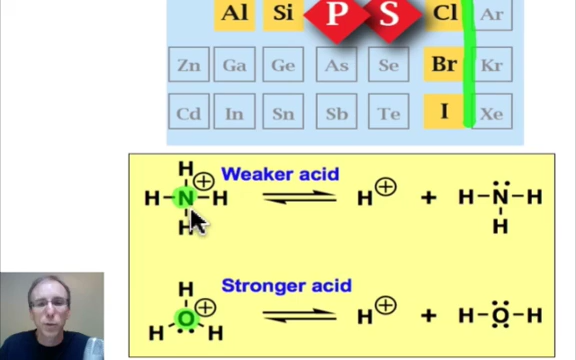 Al Si P S Cl Ar
Zn Ga Ge As Se Br Kr
Cd In Sn Sb Te I Xe
H
⊕ Weaker acid
H–N–H ⇌ H⊕ + H–N̈–H
H H
H Stronger acid
⊕
O ⇌ H⊕ + H–Ö–H
H H